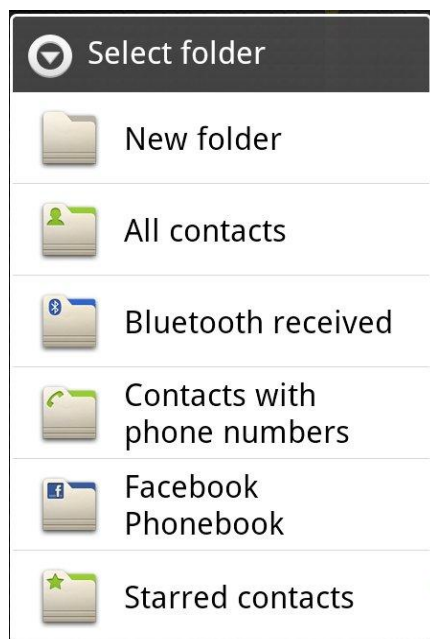 Select folder
New folder
All contacts
Bluetooth received
Contacts with
phone numbers
Facebook
Phonebook
Starred contacts